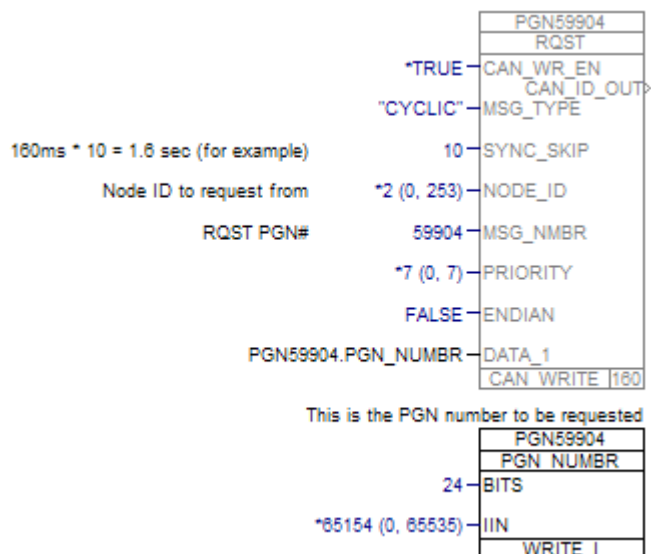 PGN59904
RQST
*TRUE CAN_WR_EN
CAN_ID_OUT
"CYCLIC" MSG_TYPE
160ms * 10 = 1.6 sec (for example) 10 SYNC_SKIP
Node ID to request from *2 (0, 253) NODE_ID
RQST PGN# 59904 MSG_NMBR
*7 (0, 7) PRIORITY
FALSE ENDIAN
PGN59904.PGN_NUMBR DATA_1
CAN_WRITE 160
This is the PGN number to be requested
PGN59904
PGN_NUMBR
24 BITS
*65154 (0, 65535) IIN
WRITE_I